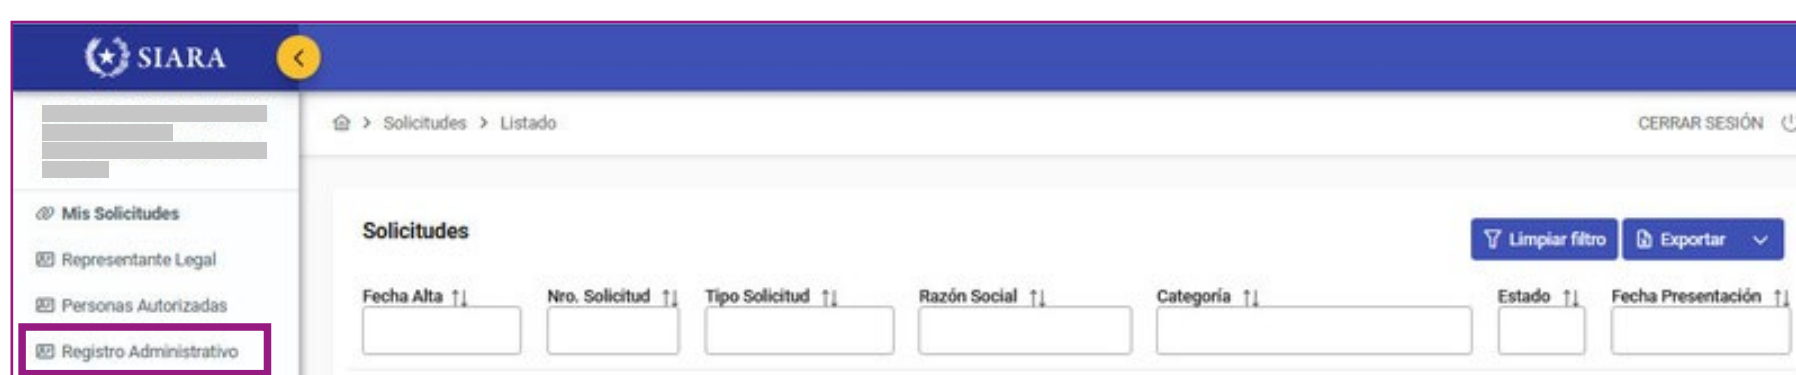 SIARA
Solicitudes > Listado
CERRAR SESIÓN
Mis Solicitudes
Representante Legal
Personas Autorizadas
Registro Administrativo
Solicitudes
Limpiar filtro
Exportar
Fecha Alta Nro. Solicitud Tipo Solicitud Razón Social Categoría Estado Fecha Presentación